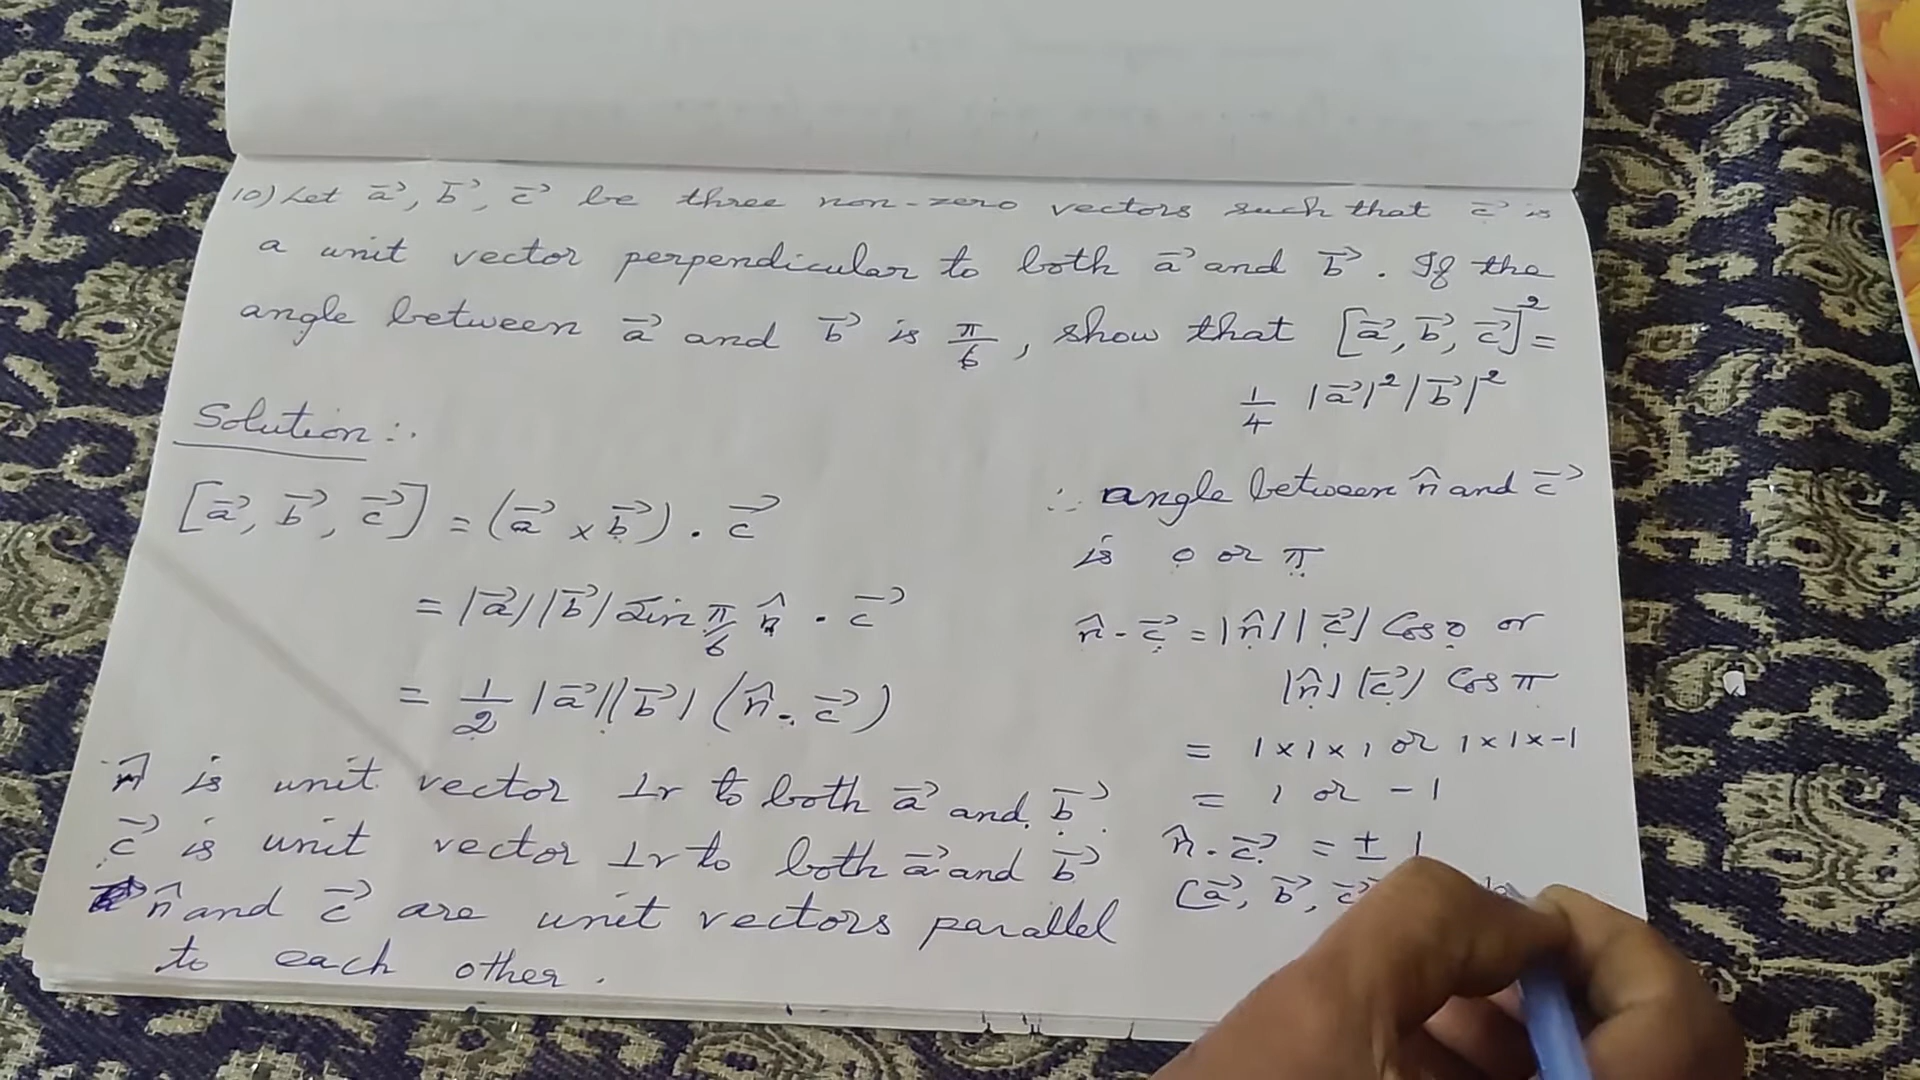 10) Let a⃗, b⃗, c⃗ be three non-zero vectors such that c⃗ is
a unit vector perpendicular to both a⃗ and b⃗. If the
angle between a⃗ and b⃗ is π/6, show that [a⃗, b⃗, c⃗]² =
1/4 |a⃗|² |b⃗|²
Solution :.
[a⃗, b⃗, c⃗] = (a⃗ × b⃗) . c⃗
= |a⃗| |b⃗| Sin π/6 n̂ . c⃗
= 1/2 |a⃗| |b⃗| (n̂ . c⃗)
n̂ is unit vector ⊥r to both a⃗ and b⃗.
c⃗ is unit vector ⊥r to both a⃗ and b⃗
n̂ and c⃗ are unit vectors parallel
to each other.
∴ angle between n̂ and c⃗
is 0 or π
n̂ . c⃗ = |n̂| |c⃗| Cos 0 or
|n̂| |c⃗| Cos π
= 1 × 1 × 1 or 1 × 1 × -1
= 1 or -1
n̂ . c⃗ = ± 1
[a⃗, b⃗, c⃗